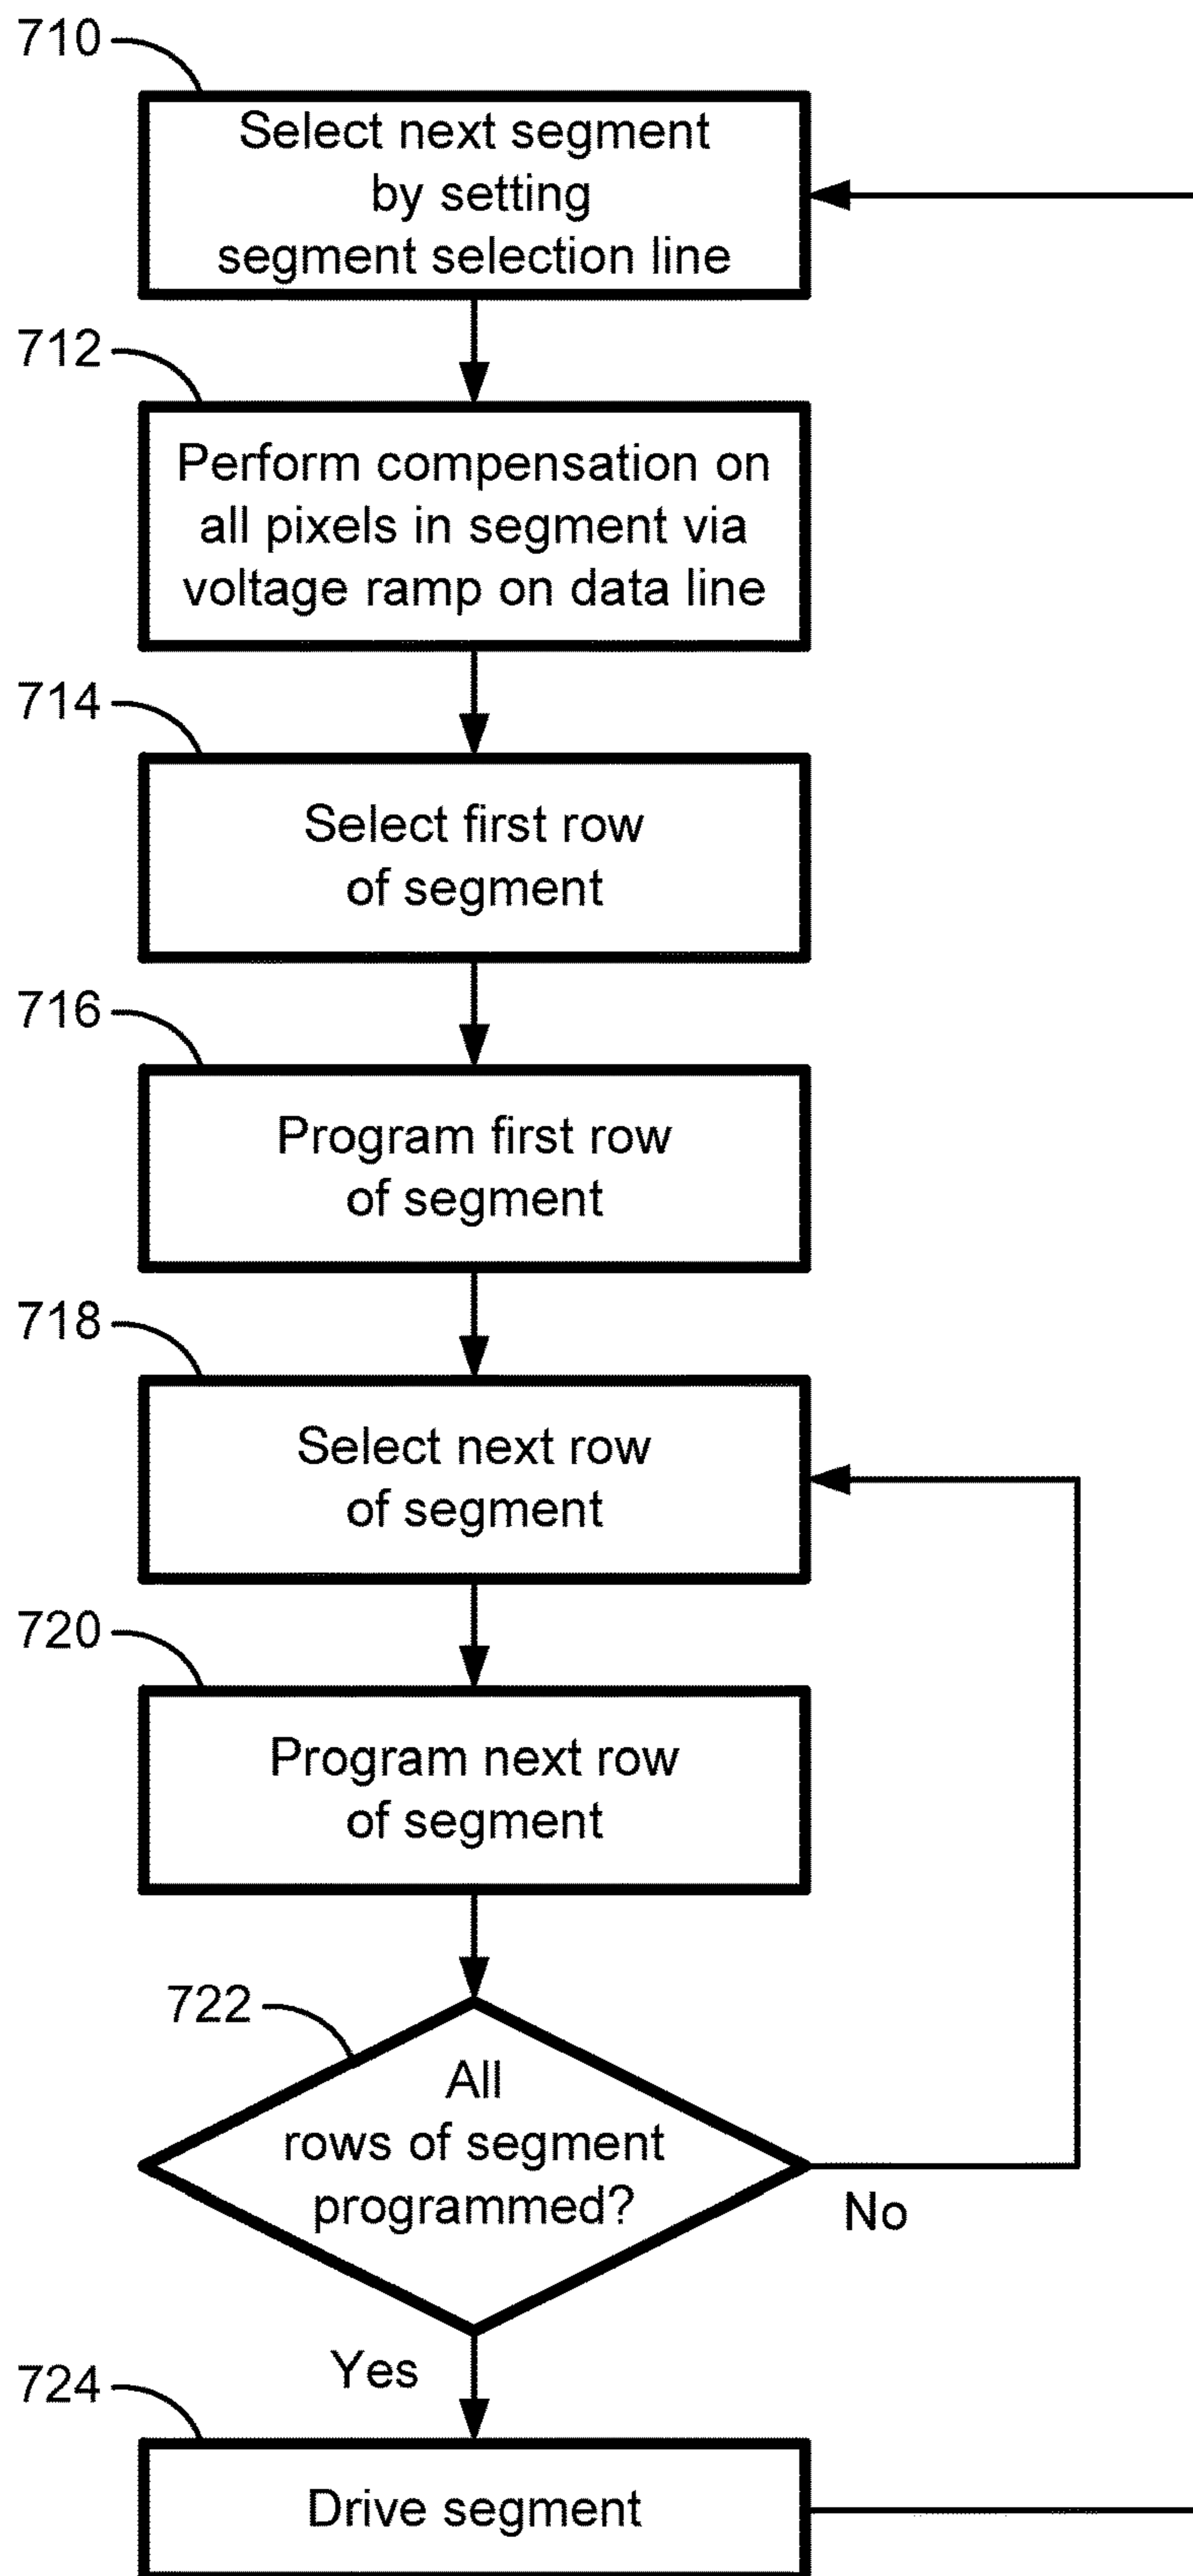 710
Select next segment
by setting
segment selection line
712
Perform compensation on
all pixels in segment via
voltage ramp on data line
714
Select first row
of segment
716
Program first row
of segment
718
Select next row
of segment
720
Program next row
of segment
722
All
rows of segment
programmed?
No
Yes
724
Drive segment